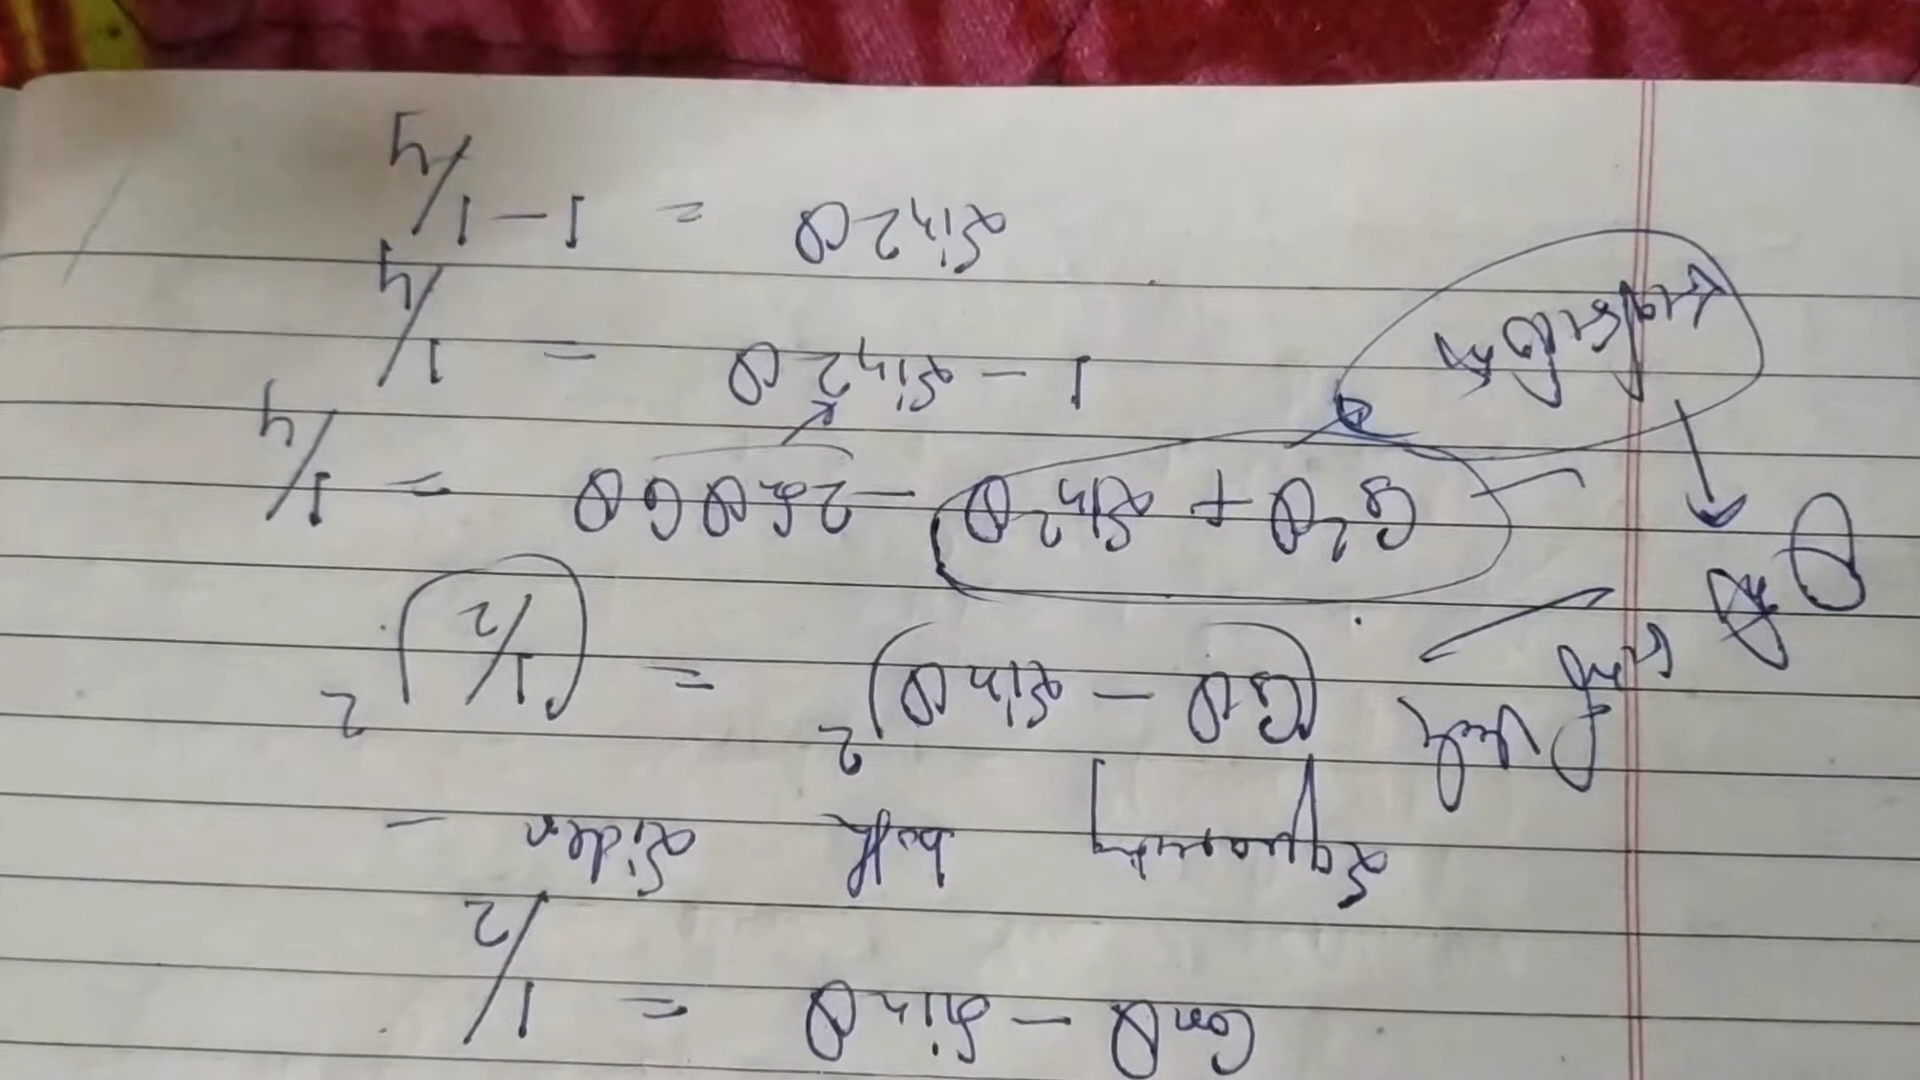 Cosθ - Sinθ = 1/2
Squaring both sides -
(Cosθ - Sinθ)² = (1/2)²
Cos²θ + Sin²θ - 2SinθCosθ = 1/4
1 - Sin2θ = 1/4
Sin2θ = 1 - 1/4